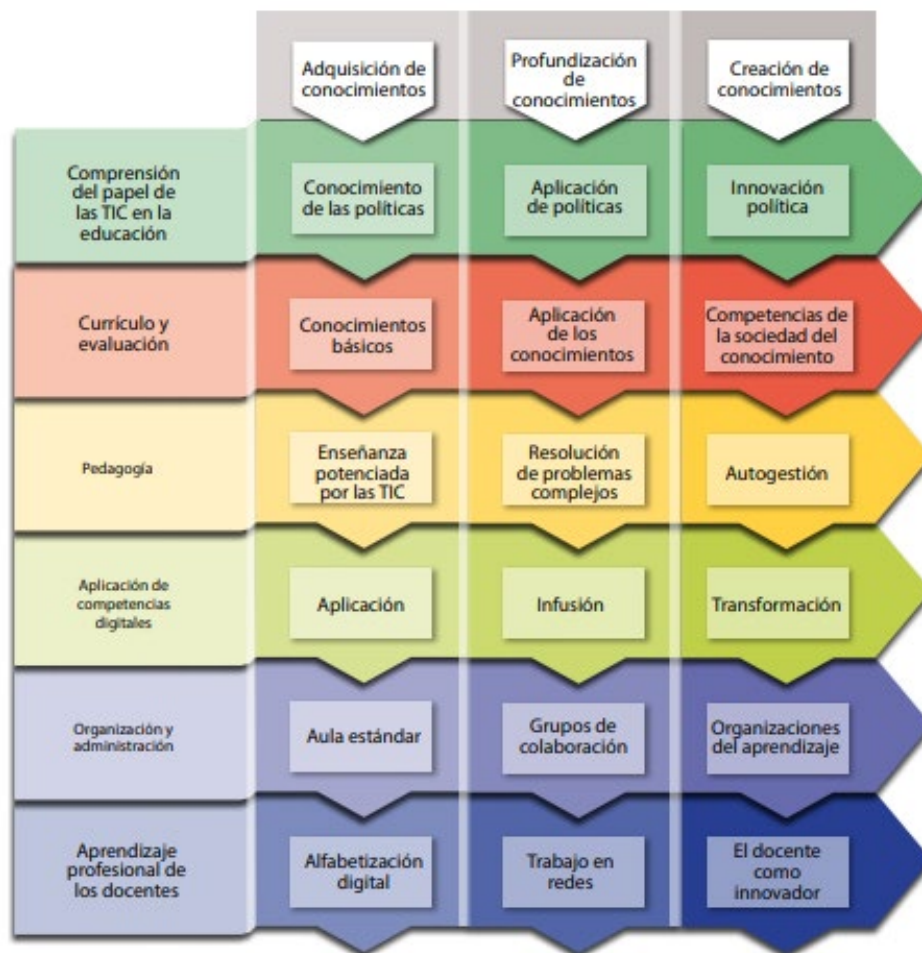 Adquisición de
conocimientos
Profundización
de
conocimientos
Creación de
conocimientos
Comprensión
del papel de
las TIC en la
educación
Conocimiento
de las políticas
Aplicación
de políticas
Innovación
política
Currículo y
evaluación
Conocimientos
básicos
Aplicación
de los
conocimientos
Competencias de
la sociedad del
conocimiento
Pedagogía
Enseñanza
potenciada
por las TIC
Resolución
de problemas
complejos
Autogestión
Aplicación de
competencias
digitales
Aplicación
Infusión
Transformación
Organización y
administración
Aula estándar
Grupos de
colaboración
Organizaciones
del aprendizaje
Aprendizaje
profesional de
los docentes
Alfabetización
digital
Trabajo en
redes
El docente
como
innovador